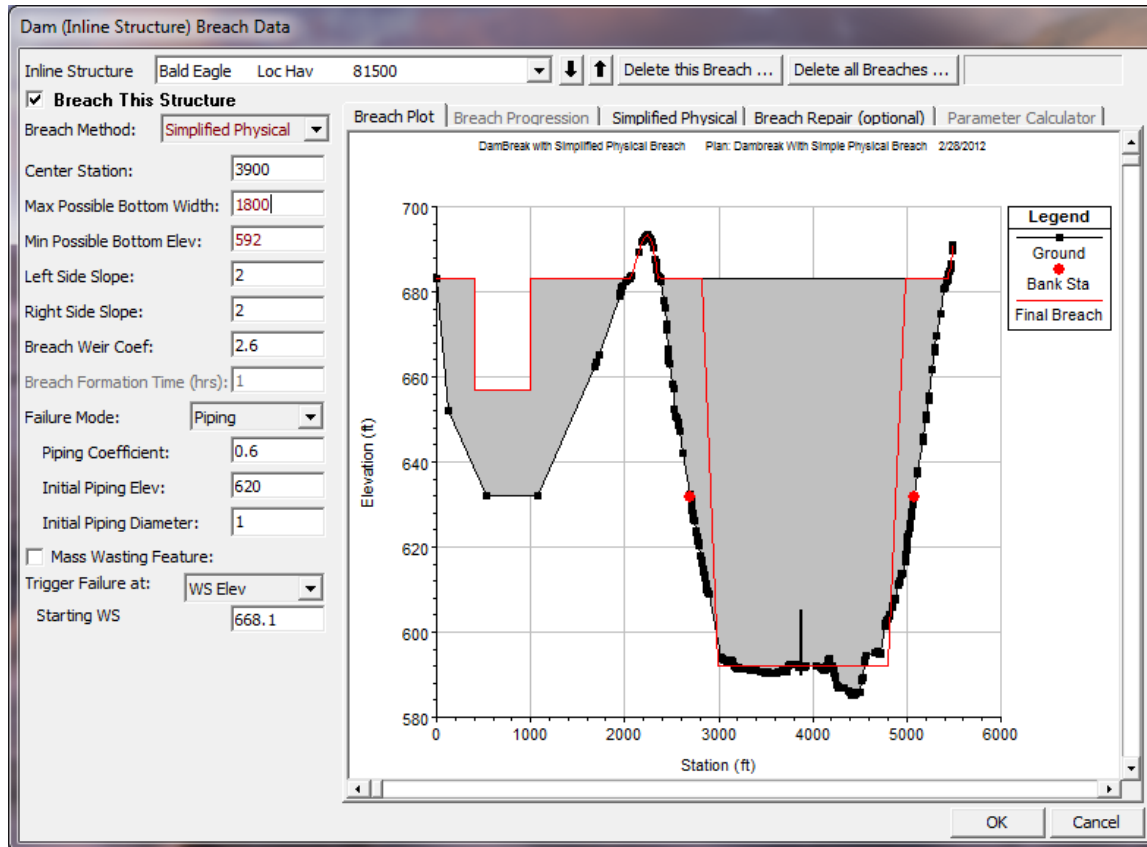 Dam (Inline Structure) Breach Data
Inline Structure Bald Eagle Loc Hav 81500 Delete this Breach ... Delete all Breaches ...
Breach This Structure
Breach Method: Simplified Physical
Center Station: 3900
Max Possible Bottom Width: 1800
Min Possible Bottom Elev: 592
Left Side Slope: 2
Right Side Slope: 2
Breach Weir Coef: 2.6
Breach Formation Time (hrs): 1
Failure Mode: Piping
Piping Coefficient: 0.6
Initial Piping Elev: 620
Initial Piping Diameter: 1
Mass Wasting Feature:
Trigger Failure at: WS Elev
Starting WS 668.1
Breach Plot Breach Progression Simplified Physical Breach Repair (optional) Parameter Calculator
DamBreak with Simplified Physical Breach Plan: Dambreak With Simple Physical Breach 2/28/2012
700
680
660
640
620
600
580
Elevation (ft)
0 1000 2000 3000 4000 5000 6000
Station (ft)
Legend
Ground
Bank Sta
Final Breach
OK Cancel